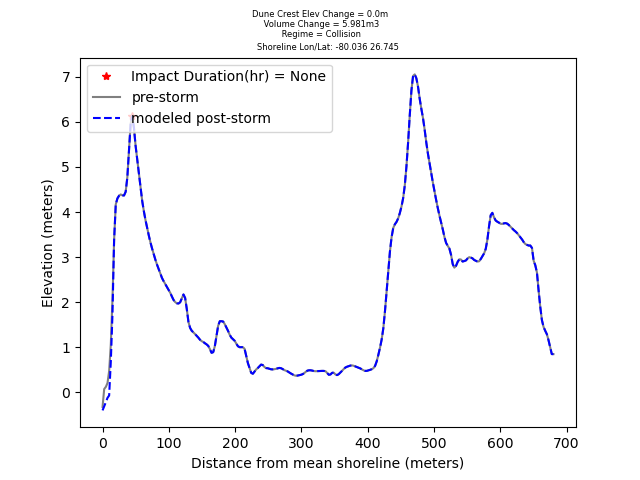 Dune Crest Elev Change = 0.0m
Volume Change = 5.981m3
Regime = Collision
Shoreline Lon/Lat: -80.036 26.745
Impact Duration(hr) = None
pre-storm
modeled post-storm
Elevation (meters)
7
6
5
4
3
2
1
0
0 100 200 300 400 500 600 700
Distance from mean shoreline (meters)